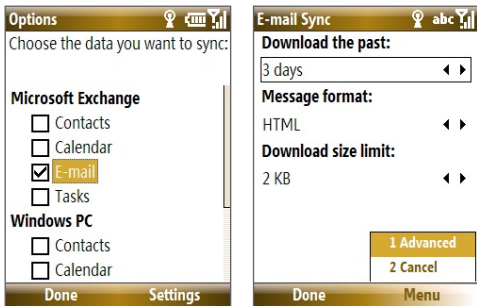 Options
Choose the data you want to sync:
Microsoft Exchange
Contacts
Calendar
E-mail
Tasks
Windows PC
Contacts
Calendar
Done Settings
E-mail Sync abc
Download the past:
3 days
Message format:
HTML
Download size limit:
2 KB
1 Advanced
2 Cancel
Done Menu